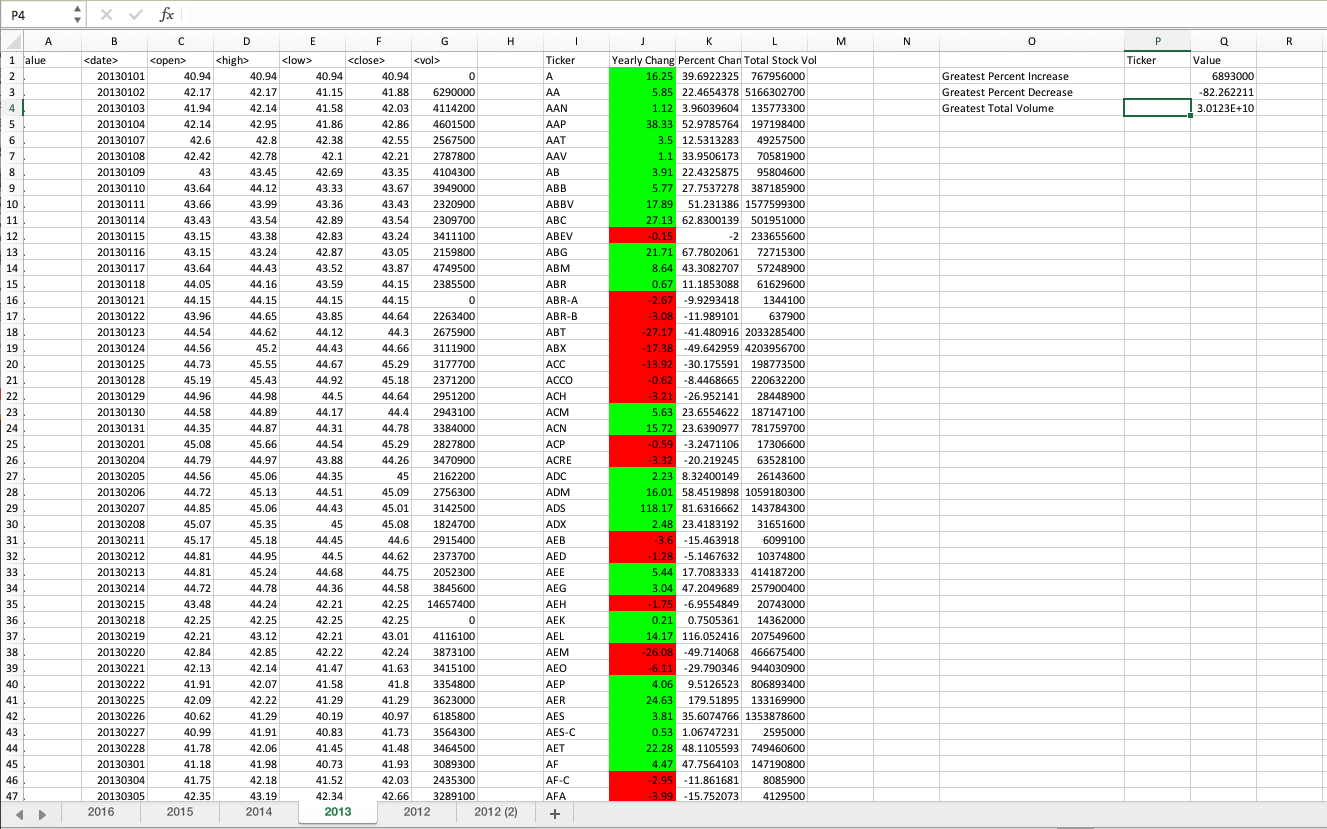 P4 fx
A B C D E F G H I J K L M N O P Q R
1 alue <date> <open> <high> <low> <close> <vol> Ticker Yearly Chang Percent Chan Total Stock Vol Ticker Value
2 20130101 40.94 40.94 40.94 40.94 0 A 16.25 39.6922325 767956000 Greatest Percent Increase 6893000
3 20130102 42.17 42.17 41.15 41.88 6290000 AA 5.85 22.4654378 5166302700 Greatest Percent Decrease -82.262211
4 20130103 41.94 42.14 41.58 42.03 4114200 AAN 1.12 3.96039604 135773300 Greatest Total Volume 3.0123E+10
5 20130104 42.14 42.95 41.86 42.86 4601500 AAP 38.33 52.9785764 197198400
6 20130107 42.6 42.8 42.38 42.55 2567500 AAT 3.5 12.5313283 49257500
7 20130108 42.42 42.78 42.1 42.21 2787800 AAV 1.1 33.9506173 70581900
8 20130109 43 43.45 42.69 43.35 4104300 AB 3.91 22.4325875 95804600
9 20130110 43.64 44.12 43.33 43.67 3949000 ABB 5.77 27.7537278 387185900
10 20130111 43.66 43.99 43.36 43.43 2320900 ABBV 17.89 51.231386 1577599300
11 20130114 43.43 43.54 42.89 43.54 2309700 ABC 27.13 62.8300139 501951000
12 20130115 43.15 43.38 42.83 43.24 3411100 ABEV -0.15 -2 233655600
13 20130116 43.15 43.24 42.87 43.05 2159800 ABG 21.71 67.7802061 72715300
14 20130117 43.64 44.43 43.52 43.87 4749500 ABM 8.64 43.3082707 57248900
15 20130118 44.05 44.16 43.59 44.15 2385500 ABR 0.67 11.1853088 61629600
16 20130121 44.15 44.15 44.15 44.15 0 ABR-A -2.67 -9.9293418 1344100
17 20130122 43.96 44.65 43.85 44.64 2263400 ABR-B -3.08 -11.989101 637900
18 20130123 44.54 44.62 44.12 44.3 2675900 ABT -27.17 -41.480916 2033285400
19 20130124 44.56 45.2 44.43 44.66 3111900 ABX -17.38 -49.642959 4203956700
20 20130125 44.73 45.55 44.67 45.29 3177700 ACC -13.92 -30.175591 198773500
21 20130128 45.19 45.43 44.92 45.18 2371200 ACCO -0.62 -8.4468665 220632200
22 20130129 44.96 44.98 44.5 44.64 2951200 ACH -3.21 -26.952141 28448900
23 20130130 44.58 44.89 44.17 44.4 2943100 ACM 5.63 23.6554622 187147100
24 20130131 44.35 44.87 44.31 44.78 3384000 ACN 15.72 23.6390977 781759700
25 20130201 45.08 45.66 44.54 45.29 2827800 ACP -0.59 -3.2471106 17306600
26 20130204 44.79 44.97 43.88 44.26 3470900 ACRE -3.32 -20.219245 63528100
27 20130205 44.56 45.06 44.35 45 2162200 ADC 2.23 8.32400149 26143600
28 20130206 44.72 45.13 44.51 45.09 2756300 ADM 16.01 58.4519898 1059180300
29 20130207 44.85 45.06 44.43 45.01 3142500 ADS 118.17 81.6316662 143784300
30 20130208 45.07 45.35 45 45.08 1824700 ADX 2.48 23.4183192 31651600
31 20130211 45.17 45.18 44.45 44.6 2915400 AEB -3.6 -15.463918 6099100
32 20130212 44.81 44.95 44.5 44.62 2373700 AED -1.28 -5.1467632 10374800
33 20130213 44.81 45.24 44.68 44.75 2052300 AEE 5.44 17.7083333 414187200
34 20130214 44.72 44.78 44.36 44.58 3845600 AEG 3.04 47.2049689 257900400
35 20130215 43.48 44.24 42.21 42.25 14657400 AEH -1.75 -6.9554849 20743000
36 20130218 42.25 42.25 42.25 42.25 0 AEK 0.21 0.7505361 14362000
37 20130219 42.21 43.12 42.21 43.01 4116100 AEL 14.17 116.052416 207549600
38 20130220 42.84 42.85 42.22 42.24 3873100 AEM -26.08 -49.714068 466675400
39 20130221 42.13 42.14 41.47 41.63 3415100 AEO -6.11 -29.790346 944030900
40 20130222 41.91 42.07 41.58 41.8 3354800 AEP 4.06 9.5126523 806893400
41 20130225 42.09 42.22 41.29 41.29 3623000 AER 24.63 179.51895 133169900
42 20130226 40.62 41.29 40.19 40.97 6185800 AES 3.81 35.6074766 1353878600
43 20130227 40.99 41.91 40.83 41.73 3564300 AES-C 0.53 1.06747231 2595000
44 20130228 41.78 42.06 41.45 41.48 3464500 AET 22.28 48.1105593 749460600
45 20130301 41.18 41.98 40.73 41.93 3089300 AF 4.47 47.7564103 147190800
46 20130304 41.75 42.18 41.52 42.03 2435300 AF-C -2.95 -11.861681 8085900
47 20130305 42.35 43.19 42.34 42.66 3289100 AFA -3.99 -15.752073 4129500
2016 2015 2014 2013 2012 2012 (2) +